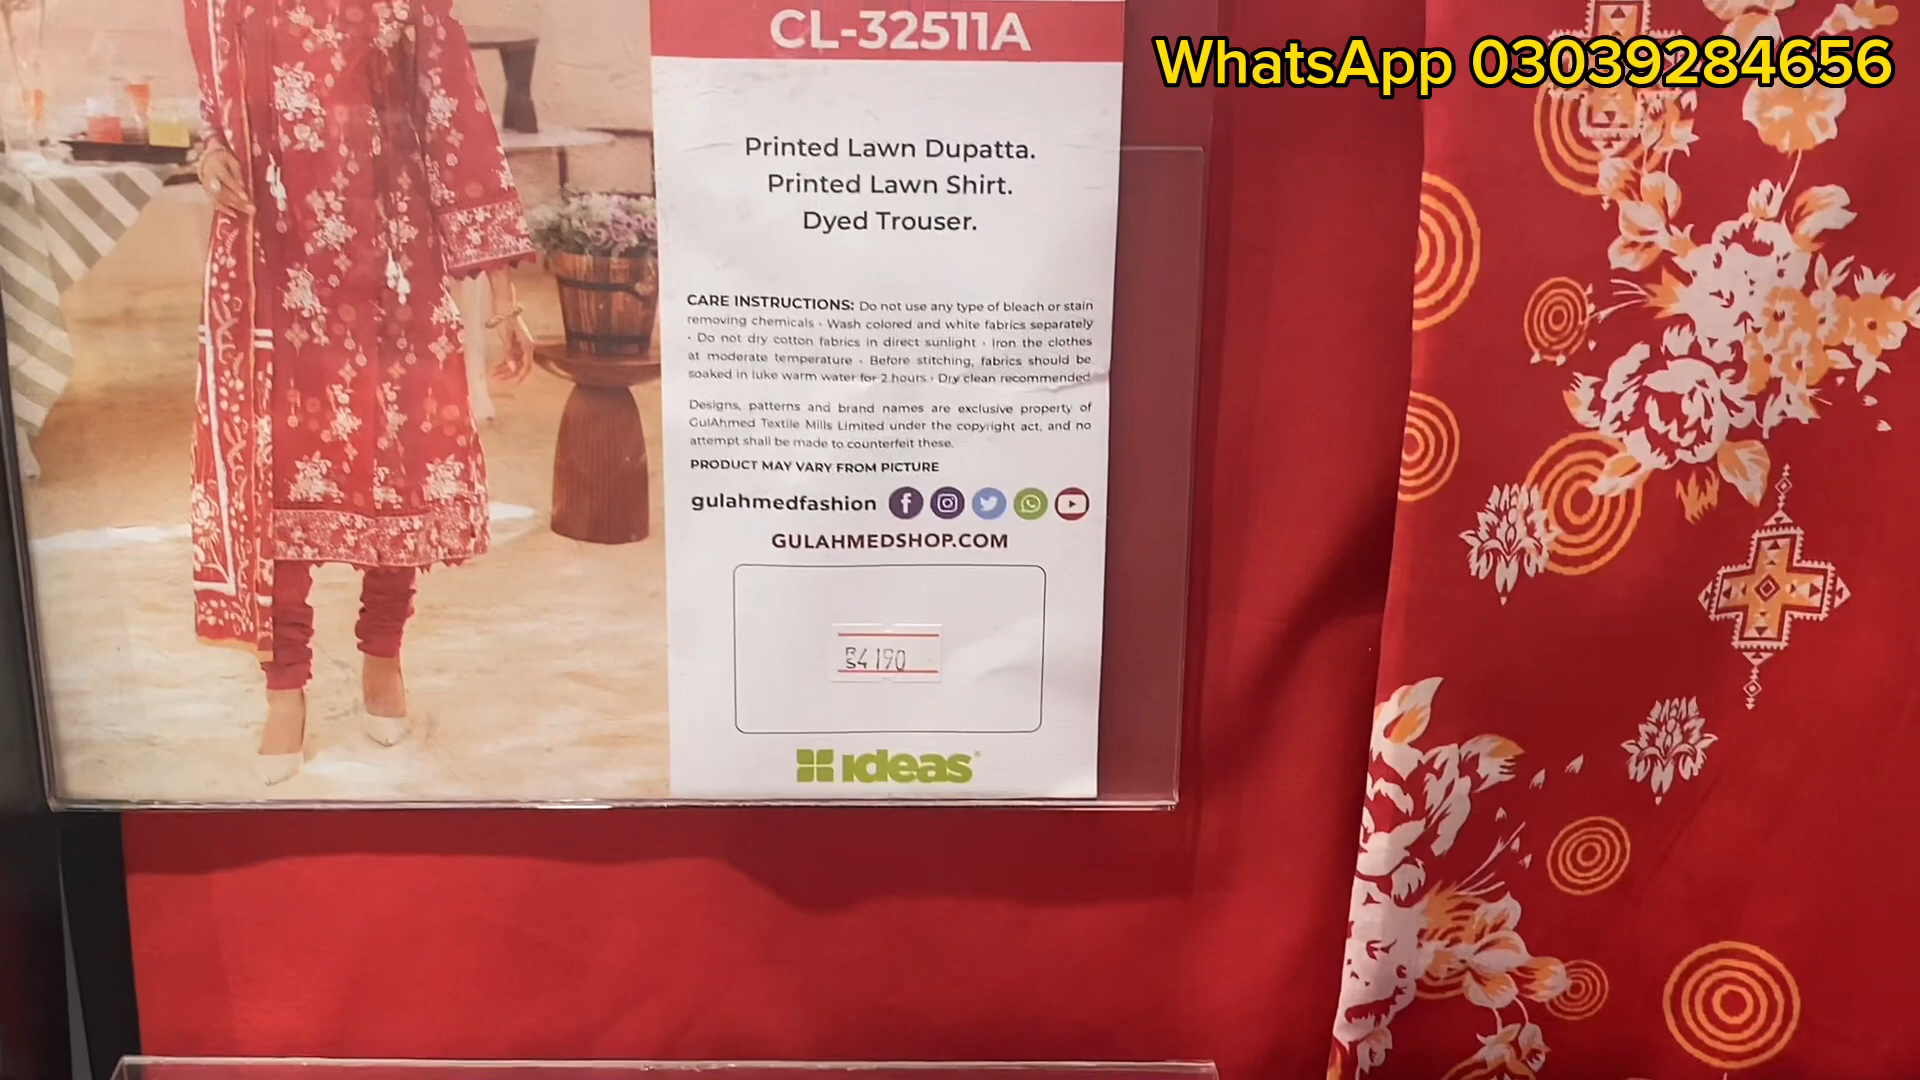 CL-32511A
WhatsApp 03039284656
Printed Lawn Dupatta.
Printed Lawn Shirt.
Dyed Trouser.
CARE INSTRUCTIONS: Do not use any type of bleach or stain
removing chemicals • Wash colored and white fabrics separately
• Do not dry cotton fabrics in direct sunlight • Iron the clothes
at moderate temperature • Before stitching, fabrics should be
soaked in luke warm water for 2 hours • Dry clean recommended
Designs, patterns and brand names are exclusive property of
GulAhmed Textile Mills Limited under the copyright act, and no
attempt shall be made to counterfeit these.
PRODUCT MAY VARY FROM PICTURE
gulahmedfashion
GULAHMEDSHOP.COM
RS4190
ideas